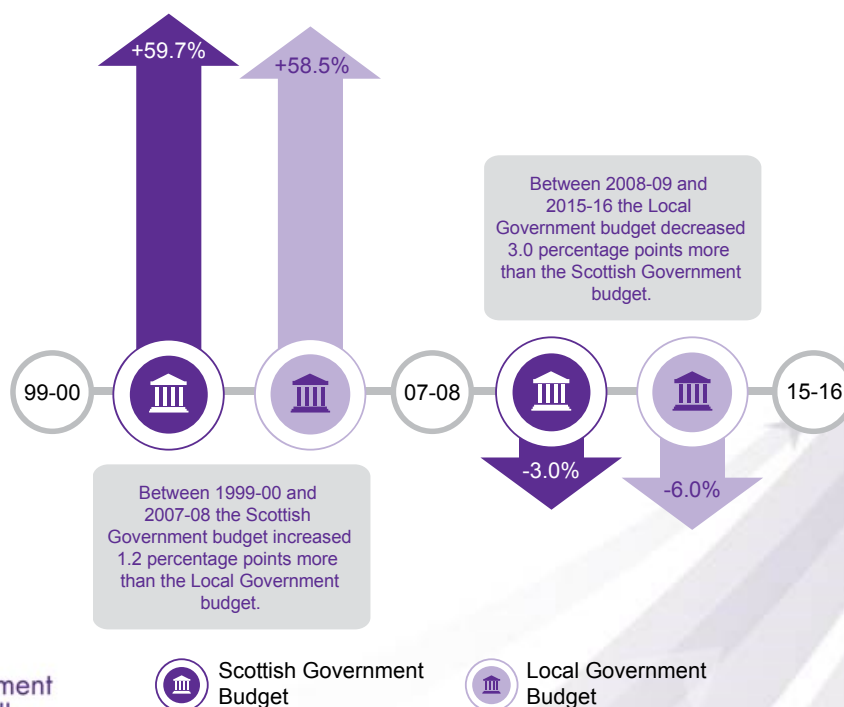 +59.7%
+58.5%
Between 2008-09 and
2015-16 the Local
Government budget decreased
3.0 percentage points more
than the Scottish Government
budget.
99-00
07-08
15-16
-3.0%
-6.0%
Between 1999-00 and
2007-08 the Scottish
Government budget increased
1.2 percentage points more
than the Local Government
budget.
Scottish Government
Budget
Local Government
Budget